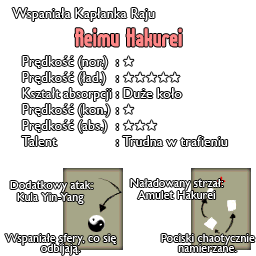 Wspaniała Kapłanka Raju
Reimu Hakurei
Prędkość (nor.) : ☆
Prędkość (ład.) : ☆☆☆☆☆
Kształt absorpcji : Duże koło
Prędkość (kon.) : ☆
Prędkość (abs.) : ☆☆☆
Talent : Trudna w trafieniu
Dodatkowy atak:
Kula Yin-Yang
Wspaniałe sfery, co się
odbijają.
Naładowany strzał:
Amulet Hakurei
Pociski chaotycznie
namierzane.